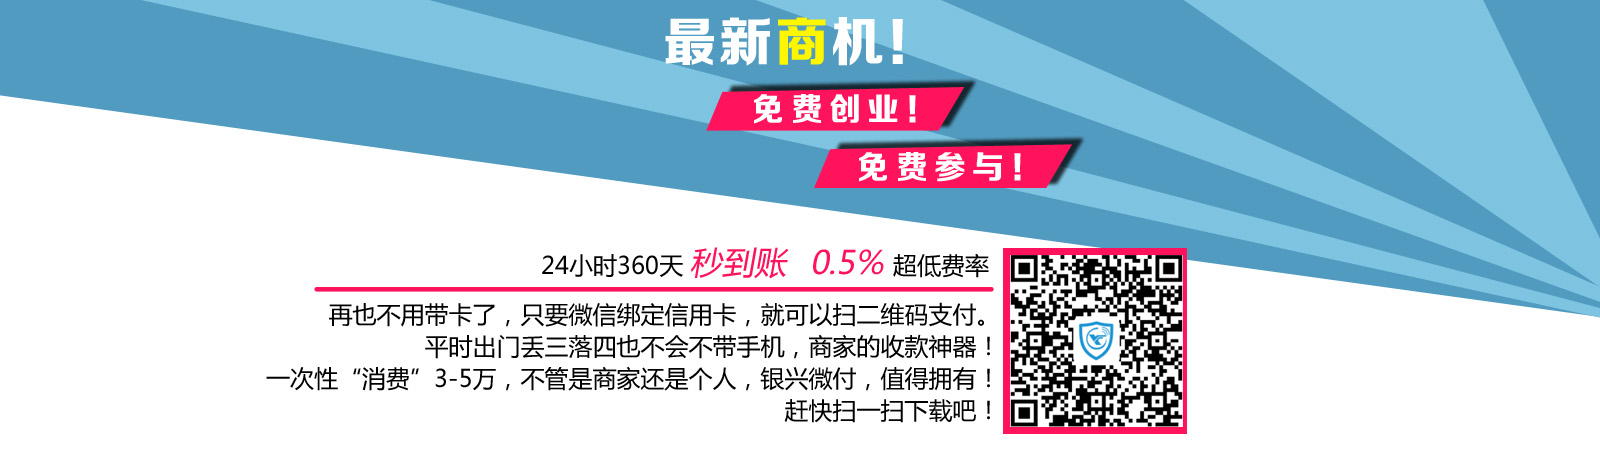 最新商机！
免费创业！
免费参与！
24小时360天 秒到账 0.5% 超低费率
再也不用带卡了，只要微信绑定信用卡，就可以扫二维码支付。
平时出门丢三落四也不会不带手机，商家的收款神器！
一次性“消费”3-5万，不管是商家还是个人，银兴微付，值得拥有！
赶快扫一扫下载吧！